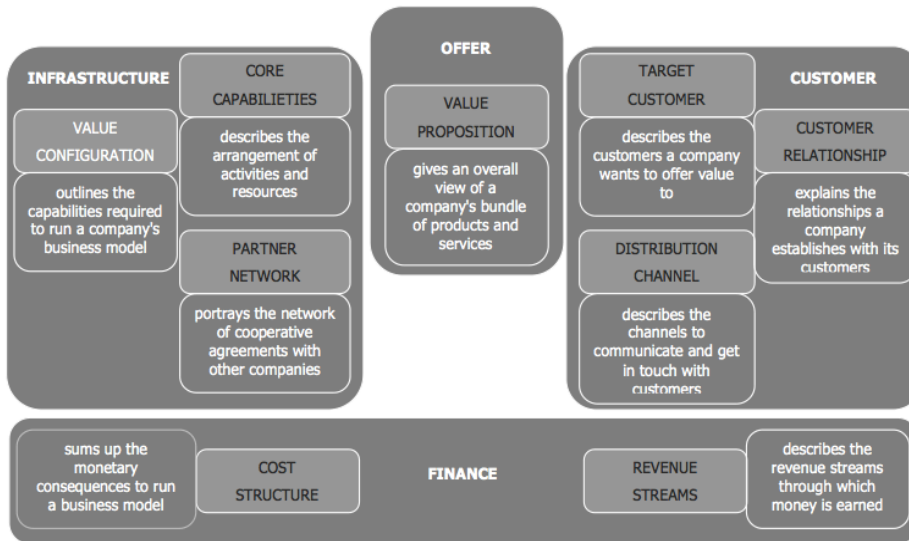 INFRASTRUCTURE
VALUE
CONFIGURATION
outlines the
capabilities required
to run a company's
business model
CORE
CAPABILIETIES
describes the
arrangement of
activities and
resources
PARTNER
NETWORK
portrays the network
of cooperative
agreements with
other companies
OFFER
VALUE
PROPOSITION
gives an overall
view of a
company's bundle
of products and
services
TARGET
CUSTOMER
describes the
customers a company
wants to offer value
to
DISTRIBUTION
CHANNEL
describes the
channels to
communicate and get
in touch with
customers
CUSTOMER
CUSTOMER
RELATIONSHIP
explains the
relationships a
company
establishes with its
customers
sums up the
monetary
consequences to run
a business model
COST
STRUCTURE
FINANCE
REVENUE
STREAMS
describes the
revenue streams
through which
money is earned